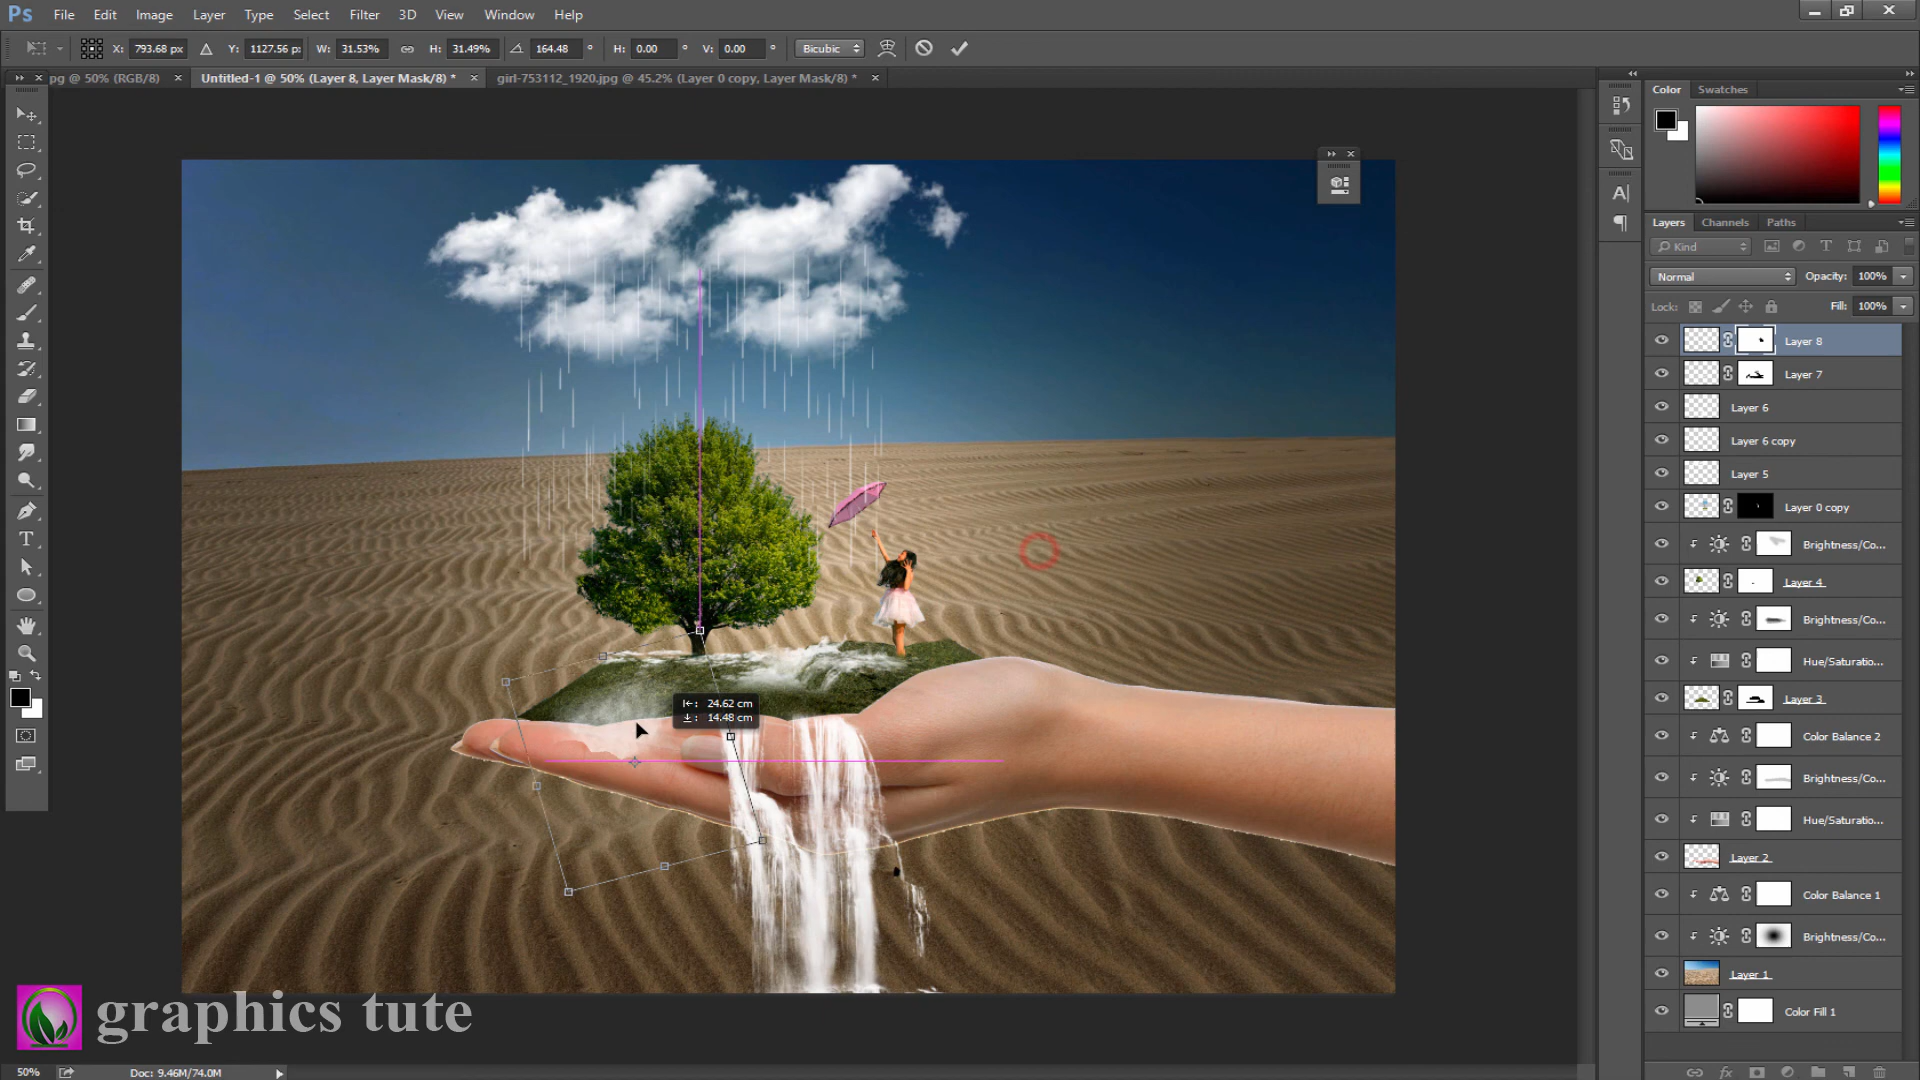 Ps File Edit Image Layer Type Select Filter 3D View Window Help
X: 793.68 px Y: 1127.56 p: W: 31.53% H: 31.49% 164.48 ° H: 0.00 ° V: 0.00 ° Bicubic
pg @ 50% (RGB/8) × Untitled-1 @ 50% (Layer 8, Layer Mask/8) * × girl-753112_1920.jpg @ 45.2% (Layer 0 copy, Layer Mask/8) * ×
Color Swatches
Layers Channels Paths
Kind
Normal Opacity: 100%
Lock: Fill: 100%
Layer 8
Layer 7
Layer 6
Layer 6 copy
Layer 5
Layer 0 copy
Brightness/Co...
Layer 4
Brightness/Co...
Hue/Saturatio...
Layer 3
Color Balance 2
Brightness/Co...
Hue/Saturatio...
Layer 2
Color Balance 1
Brightness/Co...
Layer 1
Color Fill 1
24.62 cm
14.48 cm
graphics tute
50% Doc: 9.46M/74.0M